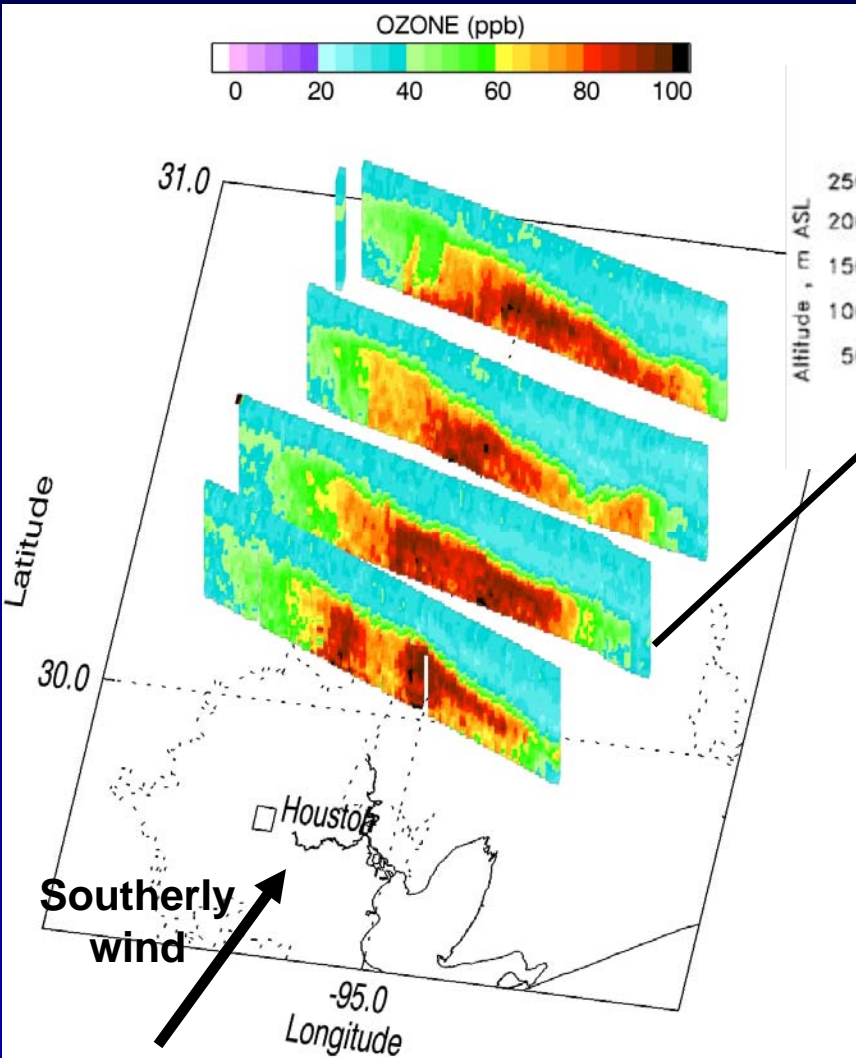 OZONE (ppb)
0 20 40 60 80 100
31.0
Altitude , m ASL
Latitude
30.0
Houston
Southerly
wind
-95.0
Longitude